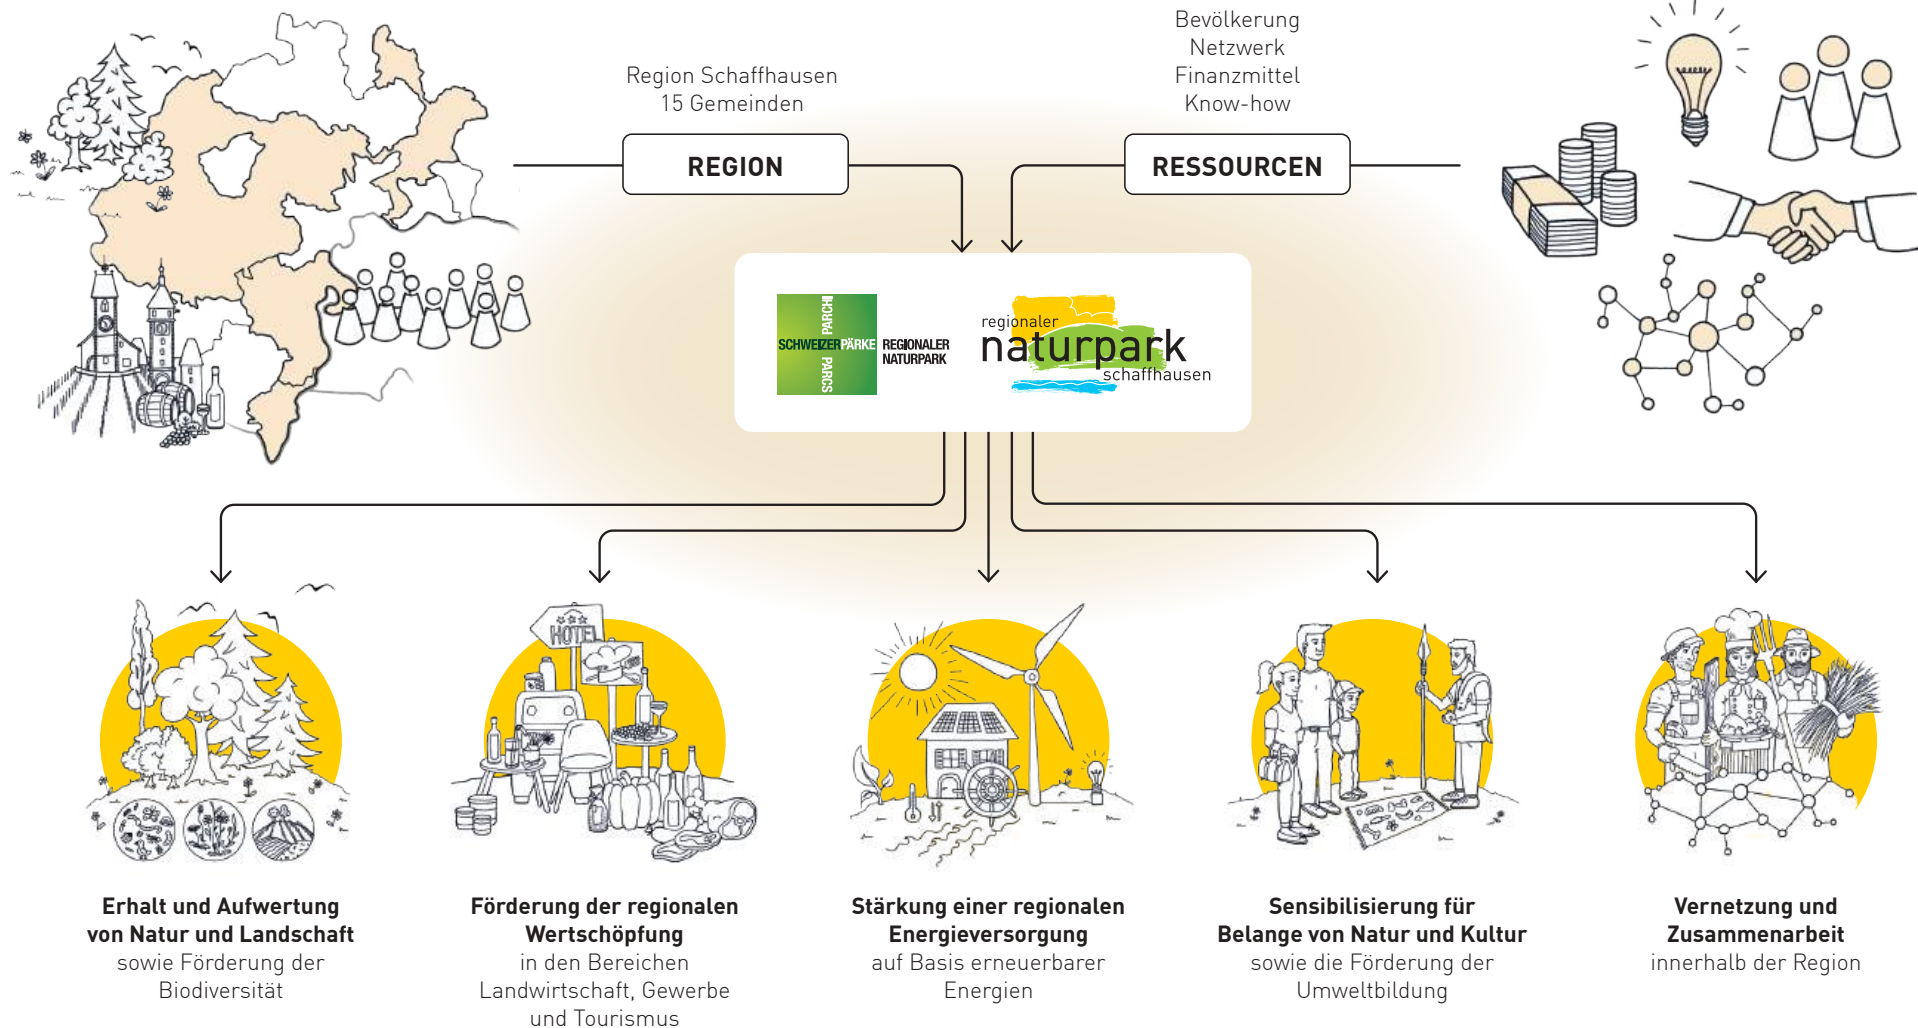 Region Schaffhausen
15 Gemeinden
REGION
Bevölkerung
Netzwerk
Finanzmittel
Know-how
RESSOURCEN
SCHWEIZER PÄRKE
PARCHI
PARCS
REGIONALER
NATURPARK
regionaler
naturpark
schaffhausen
HOTEL
Erhalt und Aufwertung
von Natur und Landschaft
sowie Förderung der
Biodiversität
Förderung der regionalen
Wertschöpfung
in den Bereichen
Landwirtschaft, Gewerbe
und Tourismus
Stärkung einer regionalen
Energieversorgung
auf Basis erneuerbarer
Energien
Sensibilisierung für
Belange von Natur und Kultur
sowie die Förderung der
Umweltbildung
Vernetzung und
Zusammenarbeit
innerhalb der Region